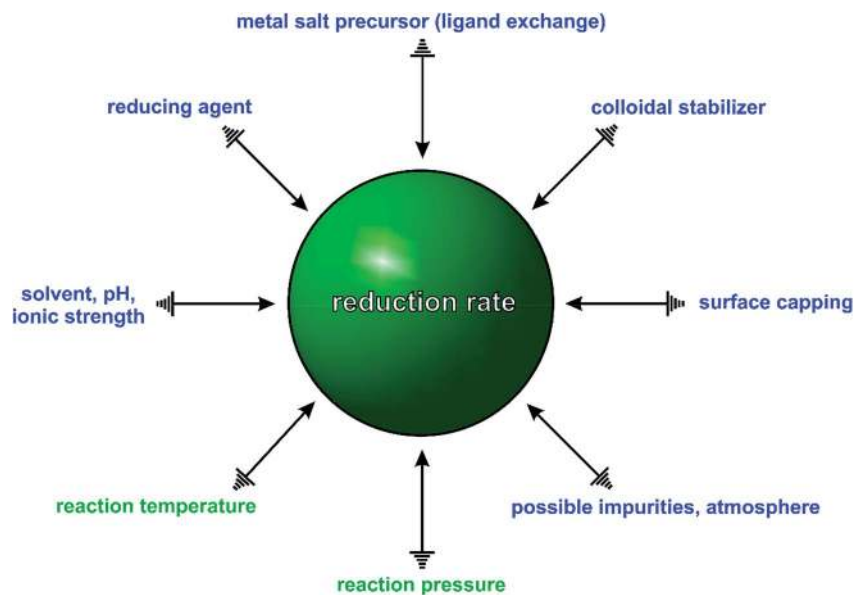 metal salt precursor (ligand exchange)
reducing agent
colloidal stabilizer
solvent, pH,
ionic strength
reduction rate
surface capping
reaction temperature
possible impurities, atmosphere
reaction pressure